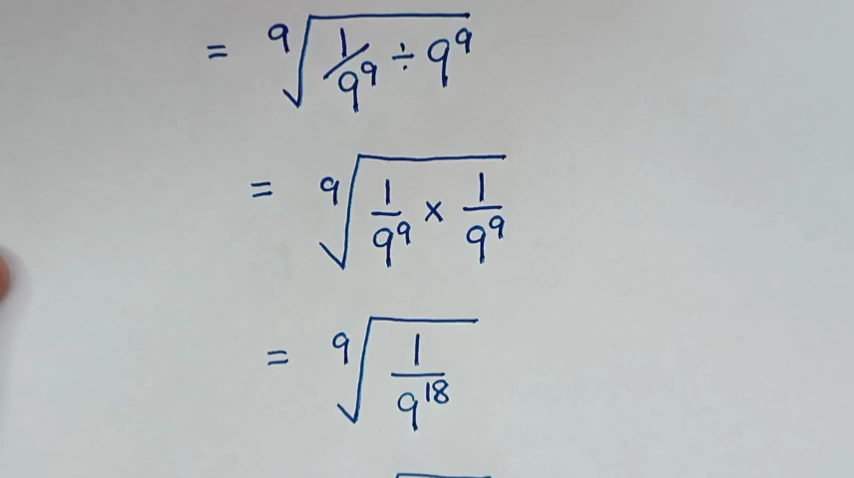 = ⁹√(1/9⁹ ÷ 9⁹)
= ⁹√(1/9⁹ × 1/9⁹)
= ⁹√(1/9¹⁸)